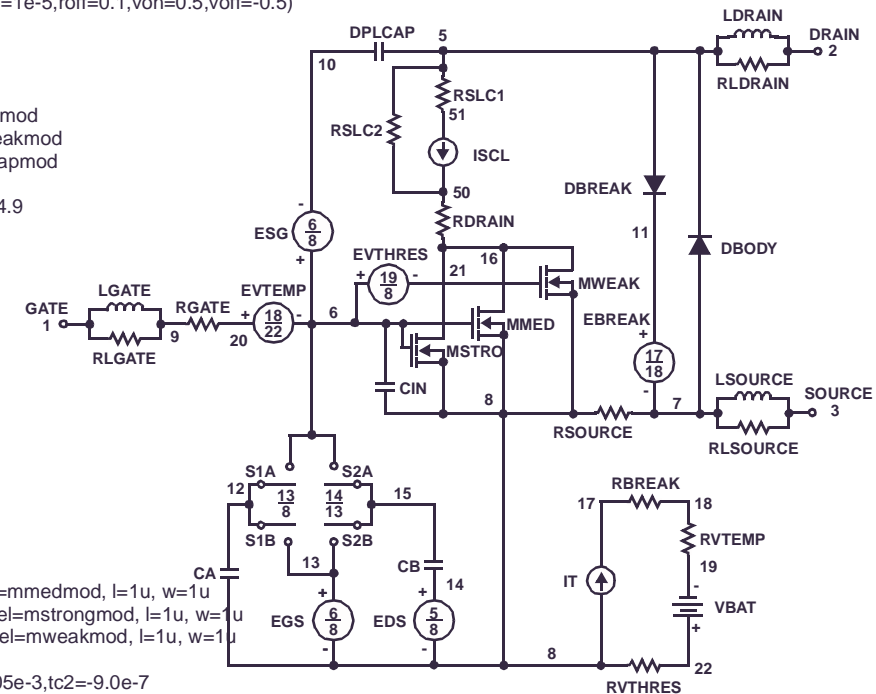 =1e-5,roff=0.1,von=0.5,voff=-0.5)
LDRAIN
DPLCAP 5 DRAIN
10 2
RLDRAIN
RSLC1
51
mod
eakmod
apmod
RSLC2
ISCL
4.9
50
DBREAK
RDRAIN
ESG 6 8
- +
11
DBODY
EVTHRES
+ 19 8 -
16
21
MWEAK
LGATE
GATE
1
RLGATE
9
RGATE
20
EVTEMP
+ 18 22 -
6
MMED
MSTRO
EBREAK
+ 17 18 -
CIN
8
RSOURCE
7
LSOURCE
SOURCE
3
RLSOURCE
S1A S2A
12
13 8
14 13
15
S1B S2B
13
CA
CB
14
+ +
EGS 6 8
EDS 5 8
- -
RBREAK
17 18
RVTEMP
19
IT
-
VBAT
+
8
22
RVTHRES
=mmedmod, l=1u, w=1u
el=mstrongmod, l=1u, w=1u
el=mweakmod, l=1u, w=1u
05e-3,tc2=-9.0e-7